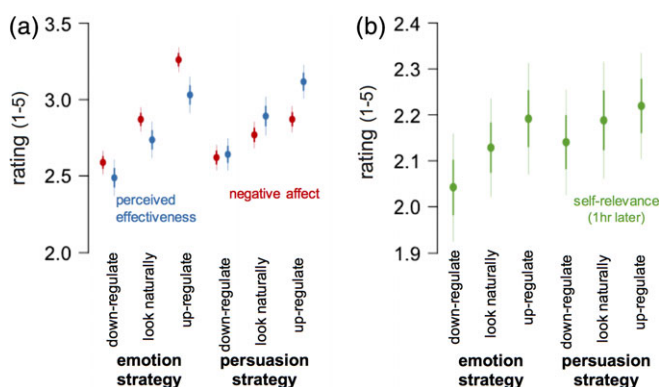 (a)
rating (1-5)
3.5
3.0
2.5
2.0
perceived
effectiveness
negative affect
down-regulate
look naturally
up-regulate
down-regulate
look naturally
up-regulate
emotion
strategy
persuasion
strategy
(b)
rating (1-5)
2.4
2.3
2.2
2.1
2.0
1.9
self-relevance
(1hr later)
down-regulate
look naturally
up-regulate
down-regulate
look naturally
up-regulate
emotion
strategy
persuasion
strategy